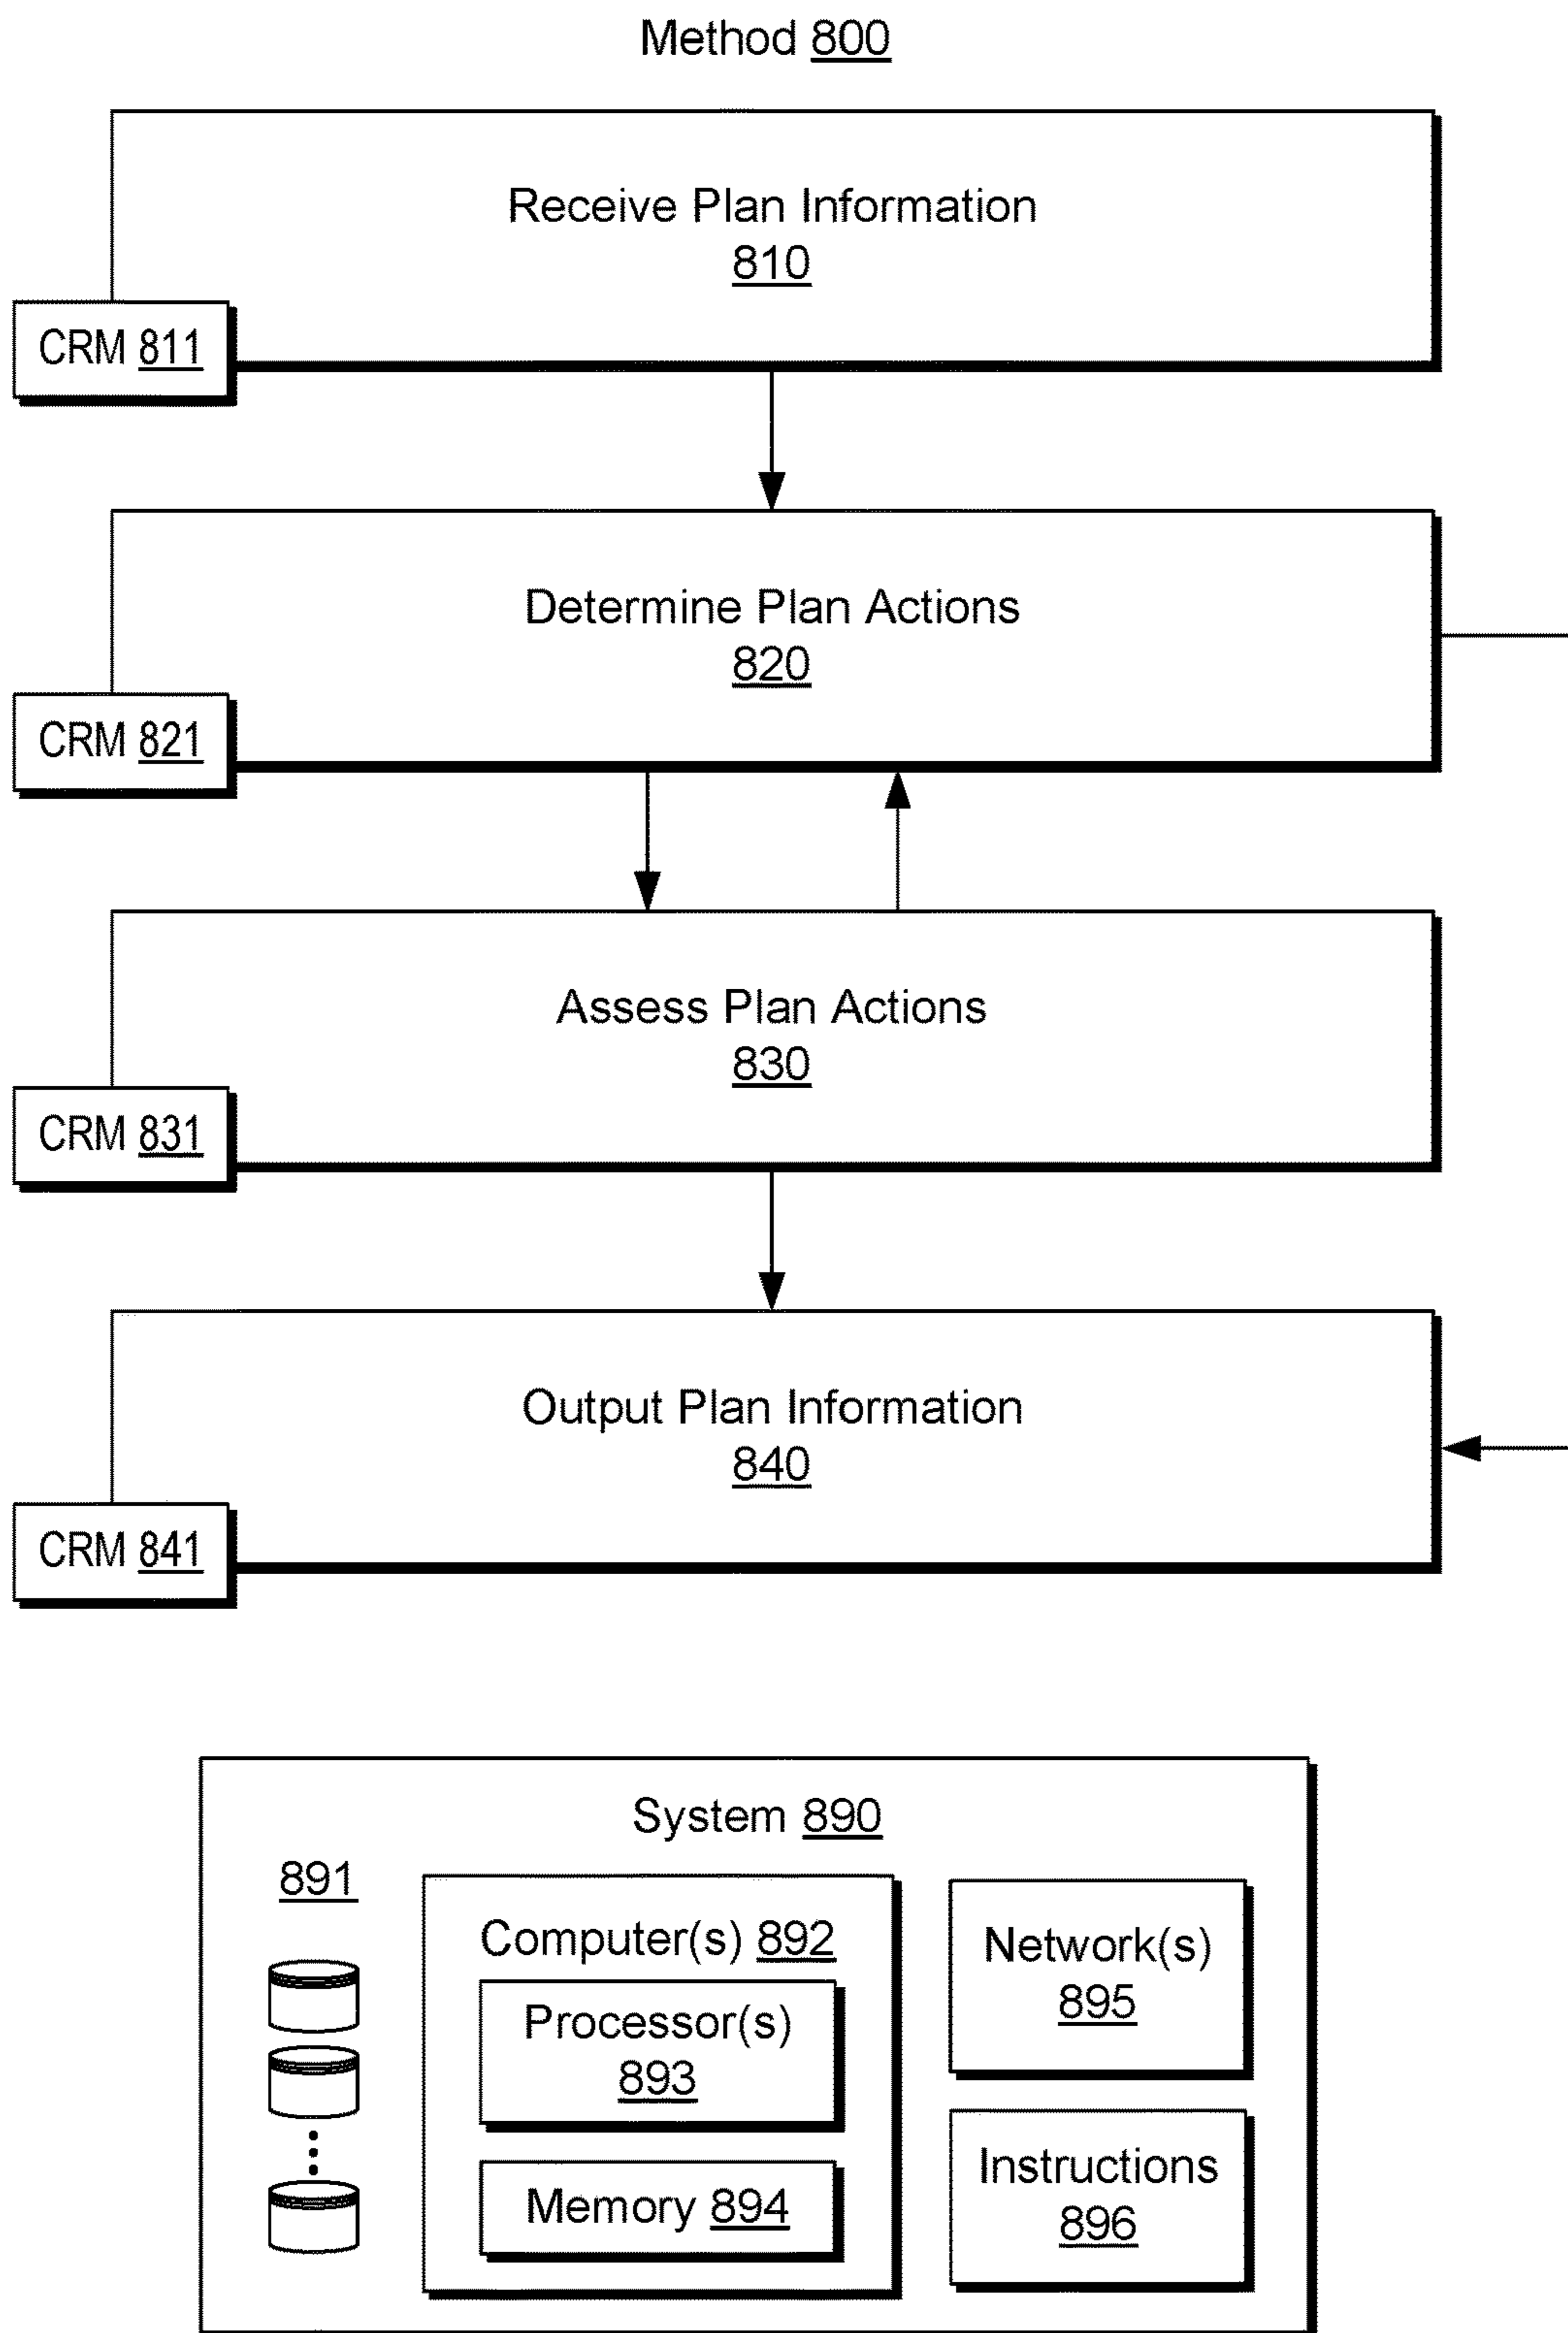 Method 800
Receive Plan Information
810
CRM 811
Determine Plan Actions
820
CRM 821
Assess Plan Actions
830
CRM 831
Output Plan Information
840
CRM 841
System 890
891
Computer(s) 892
Processor(s)
893
Memory 894
Network(s)
895
Instructions
896